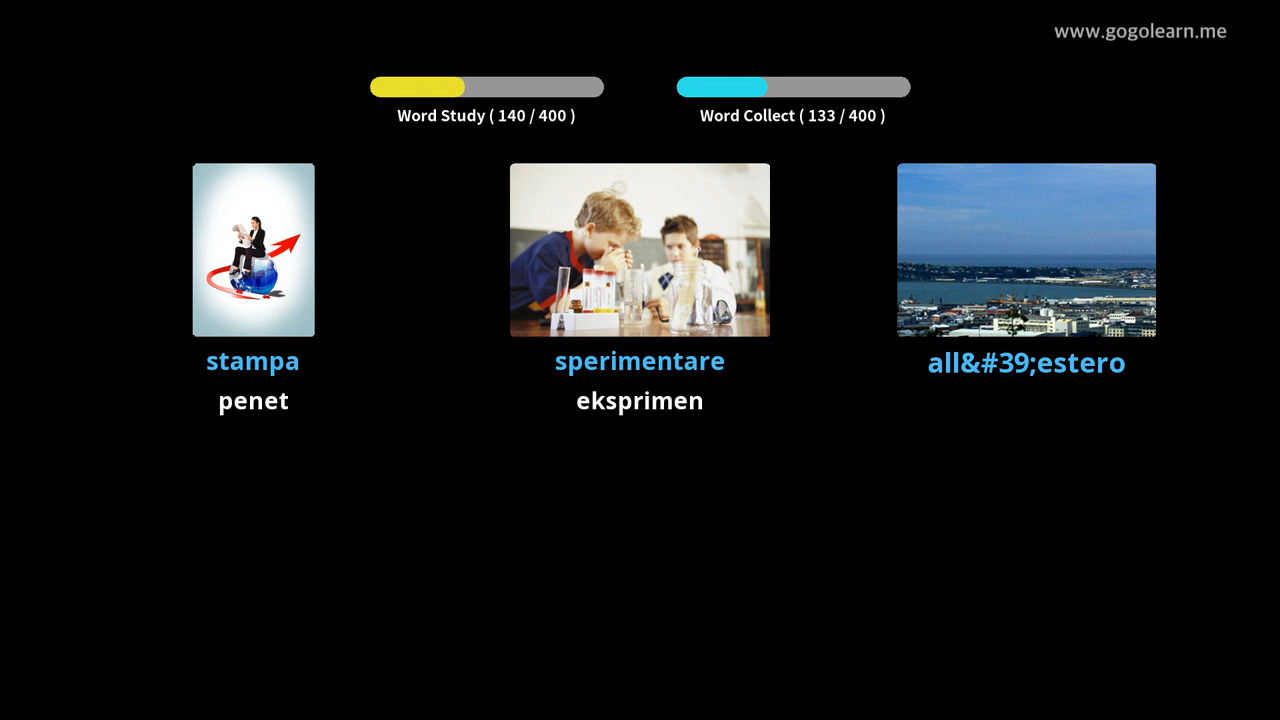 www.gogolearn.me
Word Study ( 140 / 400 )
Word Collect ( 133 / 400 )
stampa
penet
sperimentare
eksprimen
all&#39;estero